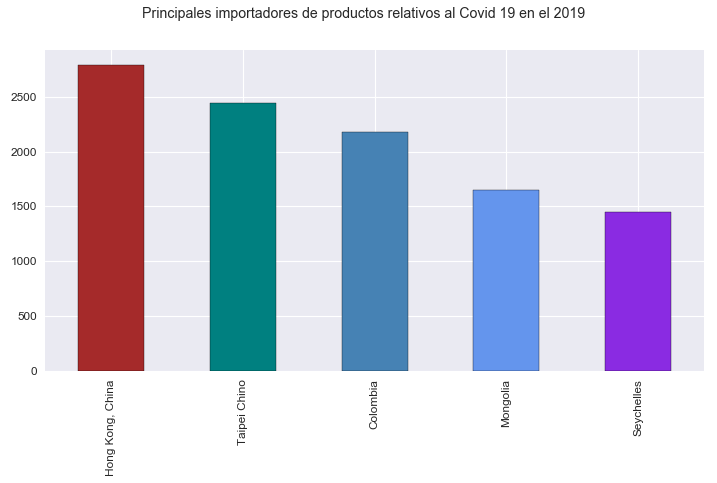 Principales importadores de productos relativos al Covid 19 en el 2019
2500
2000
1500
1000
500
0
Hong Kong, China
Taipei Chino
Colombia
Mongolia
Seychelles